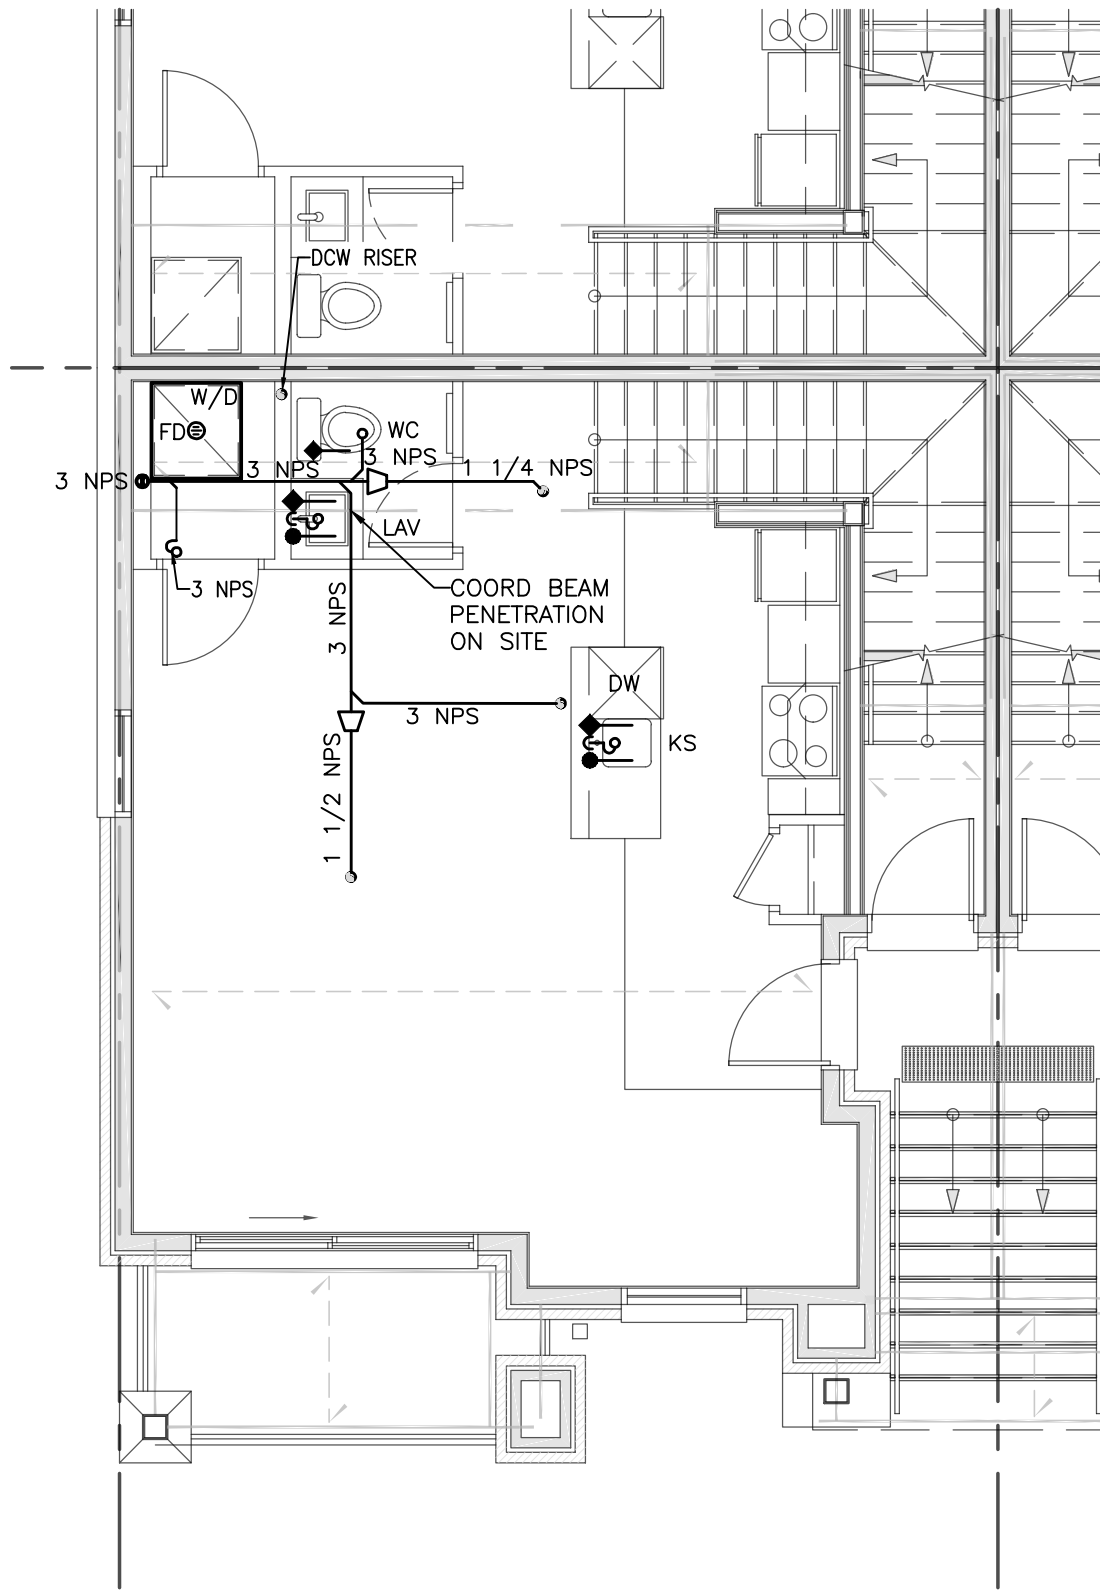 DCW RISER
W/D
FD
WC
3 NPS
3 NPS
3 NPS
1 1/4 NPS
LAV
3 NPS
3 NPS
COORD BEAM
PENETRATION
ON SITE
DW
3 NPS
KS
1 1/2 NPS